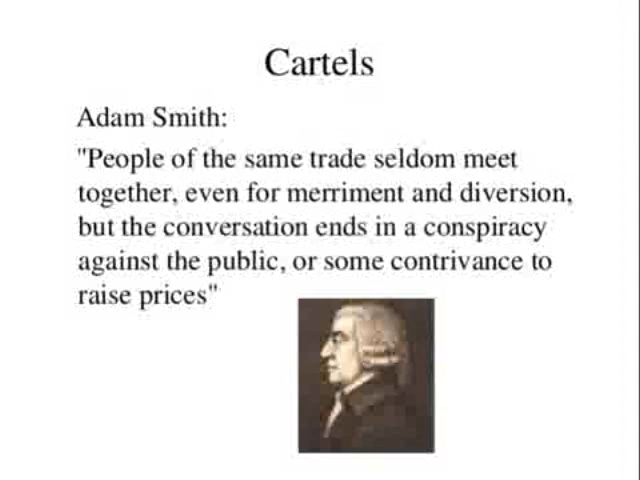 Cartels
Adam Smith:
"People of the same trade seldom meet
together, even for merriment and diversion,
but the conversation ends in a conspiracy
against the public, or some contrivance to
raise prices"